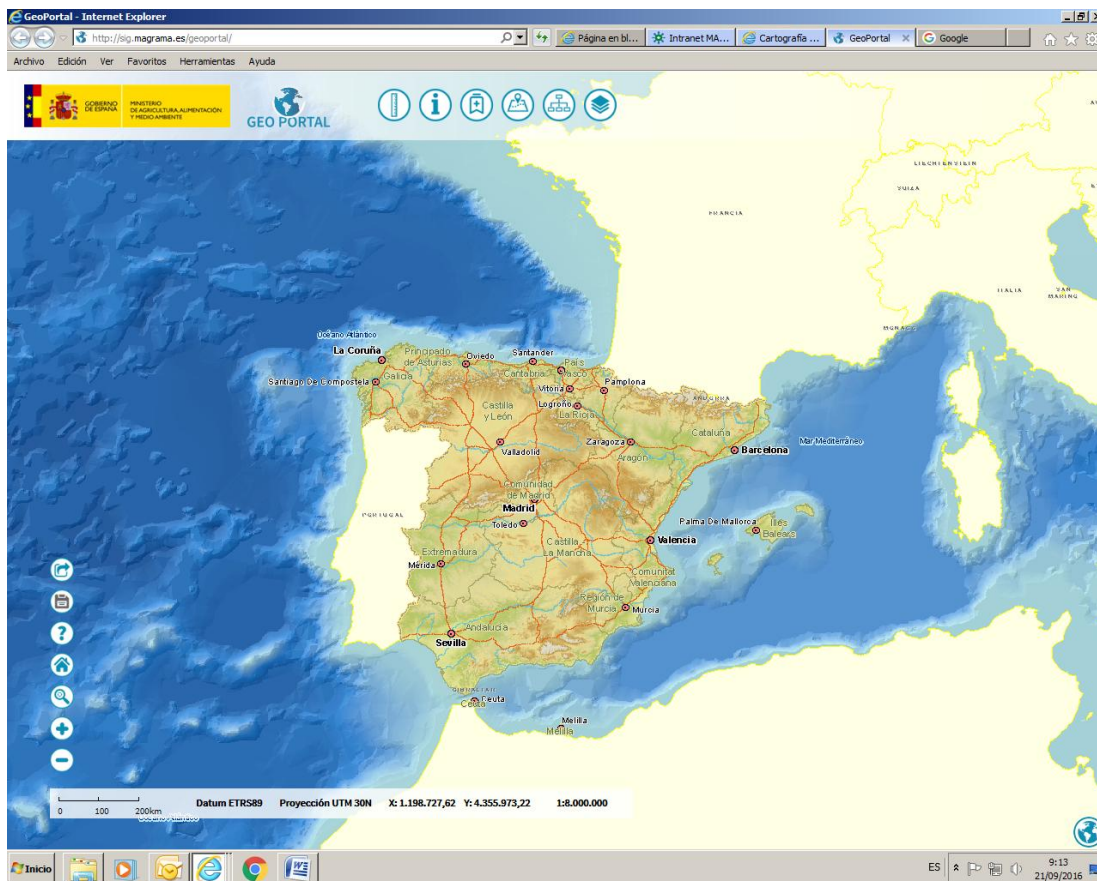 GeoPortal - Internet Explorer
http://sig.magrama.es/geoportal/
Página en bl...
Intranet MA...
Cartografía ...
GeoPortal
Google
Archivo Edición Ver Favoritos Herramientas Ayuda
GOBIERNO DE ESPAÑA
MINISTERIO DE AGRICULTURA, ALIMENTACIÓN Y MEDIO AMBIENTE
GEO PORTAL
LIECHTENSTEIN
SUIZA
FRANCIA
ITALIA
SAN MARINO
MÓNACO
Océano Atlántico
La Coruña
Principado de Asturias
Oviedo
Santander
Cantabria
País Vasco
Santiago De Compostela
Galicia
Vitoria
Pamplona
Logroño
La Rioja
ANDORRA
Castilla y León
Cataluña
Valladolid
Zaragoza
Aragón
Barcelona
Mar Mediterráneo
Comunidad de Madrid
Madrid
PORTUGAL
Toledo
Palma De Mallorca
Illes Balears
Castilla La Mancha
Valencia
Extremadura
Mérida
Comunitat Valenciana
Región de Murcia
Murcia
Andalucía
Sevilla
GIBRALTAR
Ceuta
Ceuta
Melilla
Melilla
0 100 200km
Datum ETRS89 Proyección UTM 30N X: 1.198.727,62 Y: 4.355.973,22 1:8.000.000
Océano Atlántico
Inicio
ES
9:13
21/09/2016